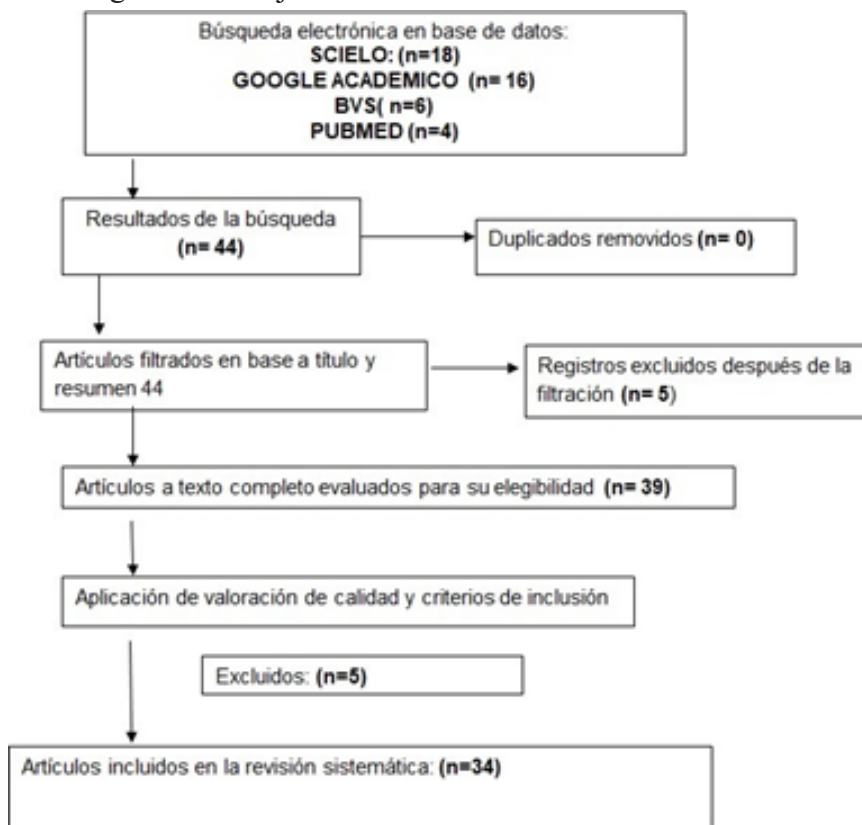 Búsqueda electrónica en base de datos:
SCIELO: (n=18)
GOOGLE ACADEMICO (n= 16)
BVS( n=6)
PUBMED (n=4)
Resultados de la búsqueda
(n= 44)
Duplicados removidos (n= 0)
Artículos filtrados en base a título y
resumen 44
Registros excluidos después de la
filtración (n= 5)
Artículos a texto completo evaluados para su elegibilidad (n= 39)
Aplicación de valoración de calidad y criterios de inclusión
Excluidos: (n=5)
Artículos incluidos en la revisión sistemática: (n=34)